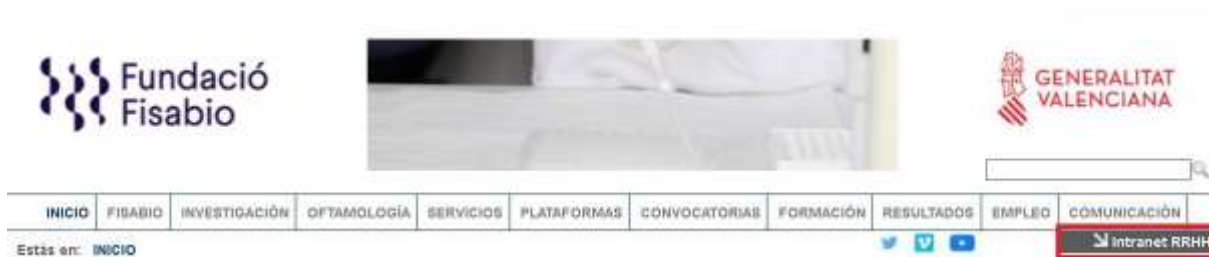 Fundació
Fisabio
GENERALITAT
VALENCIANA
INICIO FISABIO INVESTIGACIÓN OFTAMOLOGÍA SERVICIOS PLATAFORMAS CONVOCATORIAS FORMACIÓN RESULTADOS EMPLEO COMUNICACIÓN
Estás en: INICIO
Intranet RRHH